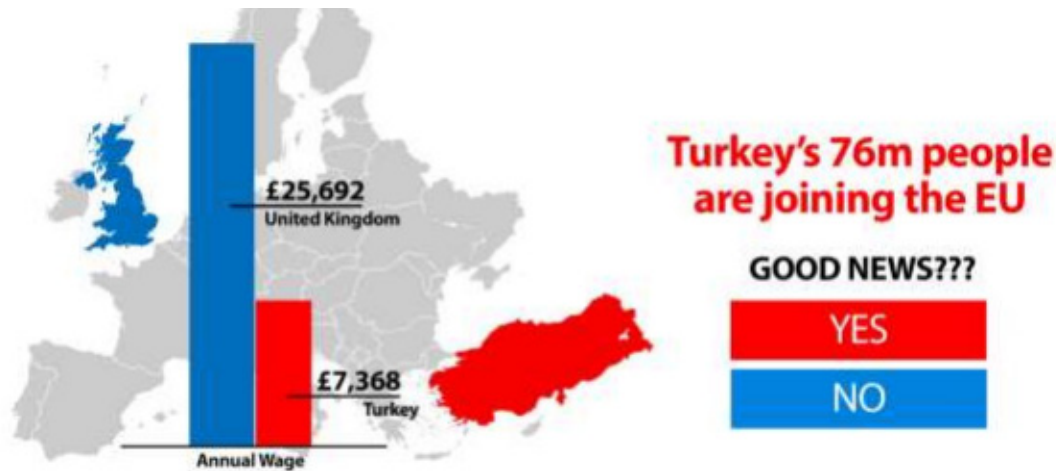 £25,692
United Kingdom
£7,368
Turkey
Annual Wage
Turkey's 76m people
are joining the EU
GOOD NEWS???
YES
NO